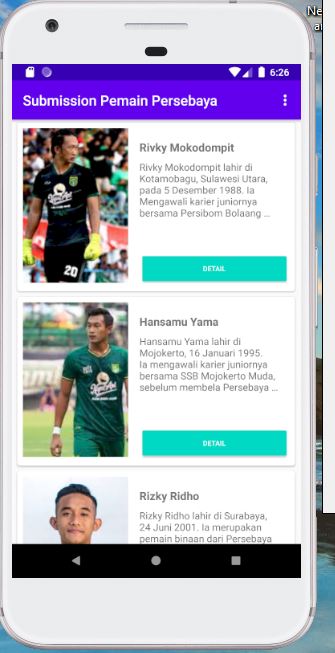 6:26
Submission Pemain Persebaya
Rivky Mokodompit
Rivky Mokodompit lahir di
Kotamobagu, Sulawesi Utara,
pada 5 Desember 1988. Ia
Mengawali karier juniornya
bersama Persibom Bolaang ...
20
DETAIL
Hansamu Yama
Hansamu Yama lahir di
Mojokerto, 16 Januari 1995.
Ia mengawali karier juniornya
bersama SSB Mojokerto Muda,
sebelum membela Persebaya ...
DETAIL
Rizky Ridho
Rizky Ridho lahir di Surabaya,
24 Juni 2001. Ia merupakan
pemain binaan dari Persebaya